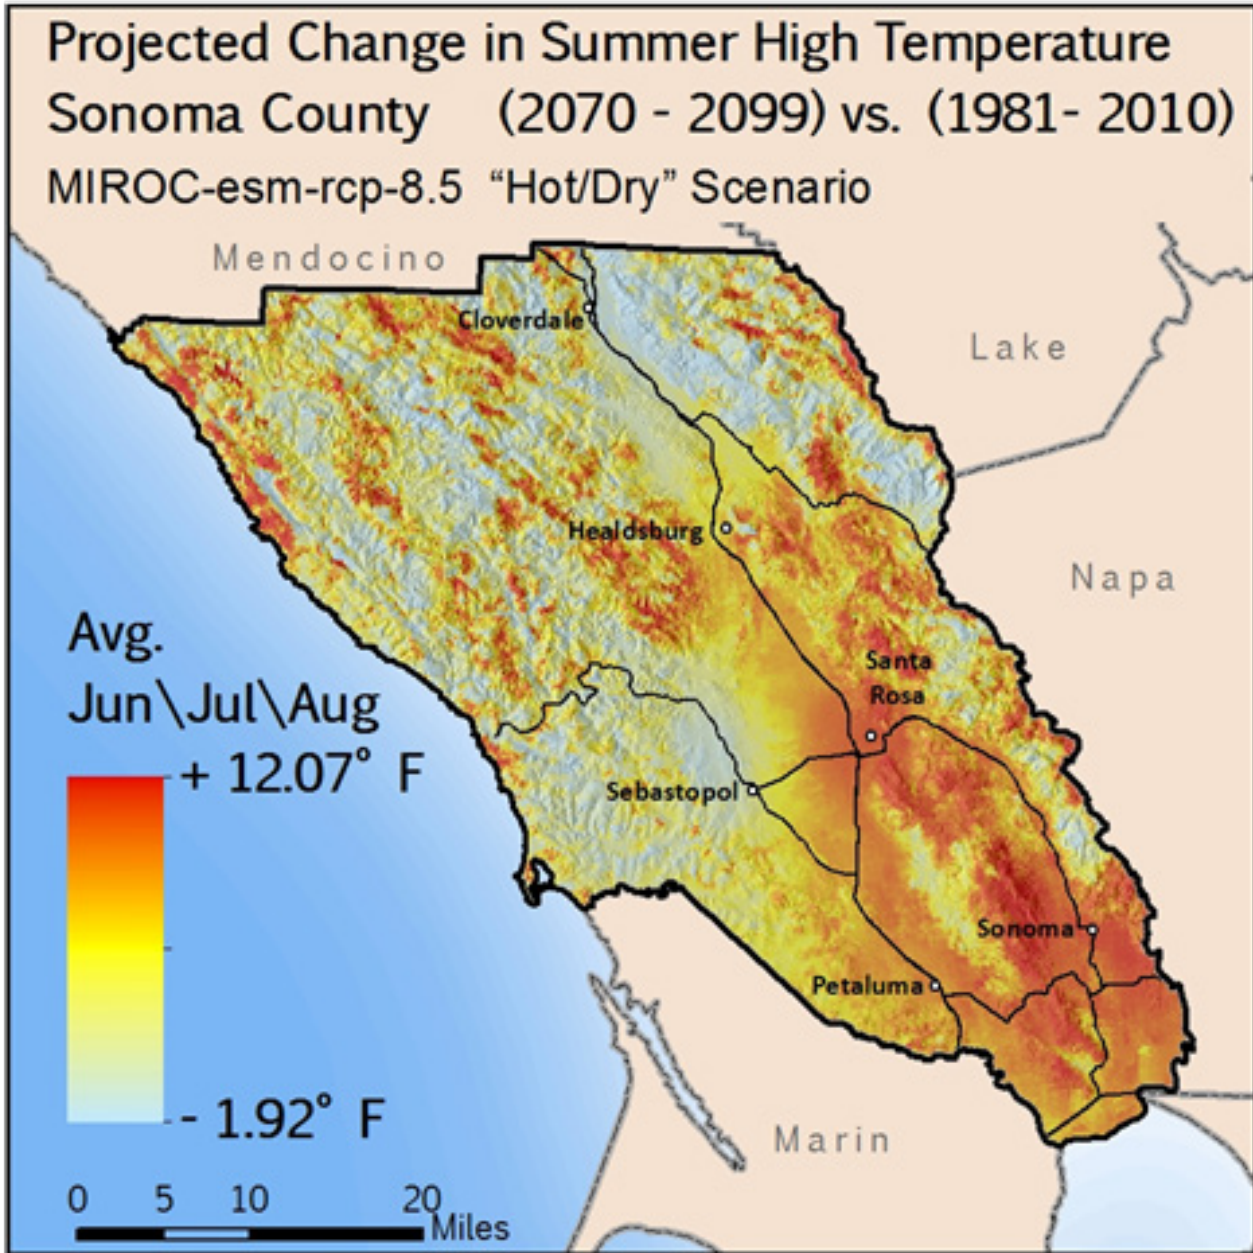 Projected Change in Summer High Temperature
Sonoma County (2070 - 2099) vs. (1981- 2010)
MIROC-esm-rcp-8.5 “Hot/Dry” Scenario
Mendocino
Cloverdale
Lake
Healdsburg
Napa
Avg.
Jun\Jul\Aug
Santa
Rosa
+ 12.07° F
Sebastopol
Sonoma
Petaluma
- 1.92° F
Marin
0 5 10 20
Miles